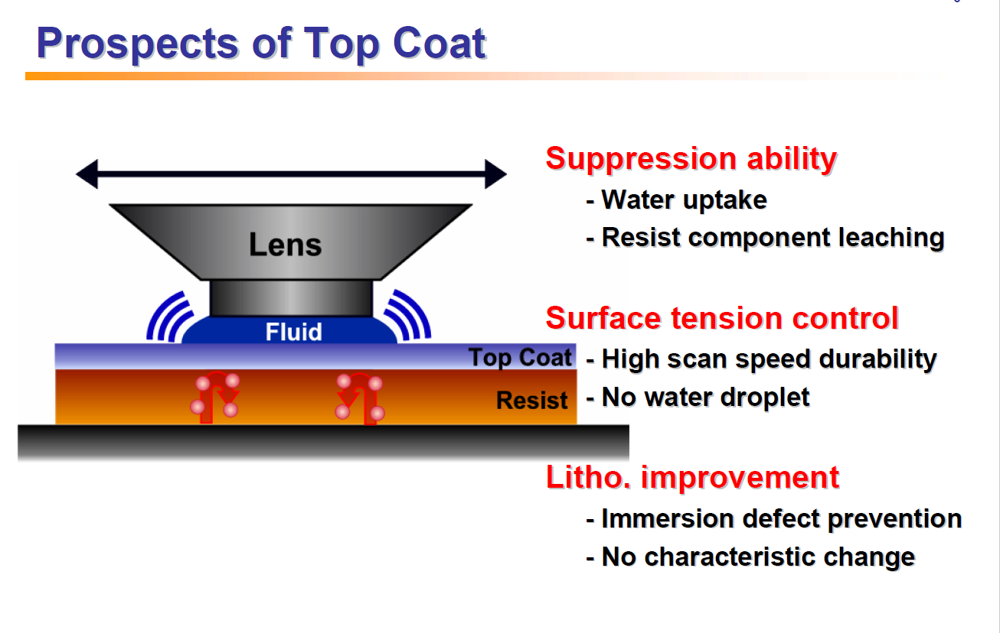 Prospects of Top Coat
Lens
Fluid
Top Coat
Resist
Suppression ability
- Water uptake
- Resist component leaching
Surface tension control
- High scan speed durability
- No water droplet
Litho. improvement
- Immersion defect prevention
- No characteristic change